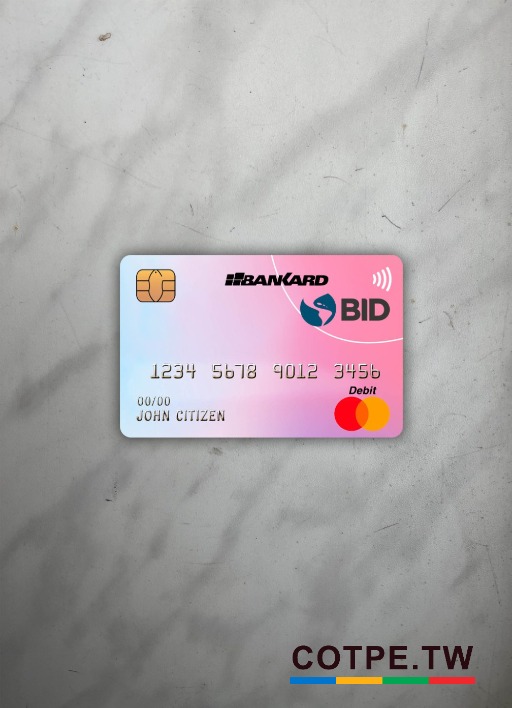 BANKARD
BID
1234 5678 9012 3456
Debit
00/00
JOHN CITIZEN
COTPE.TW